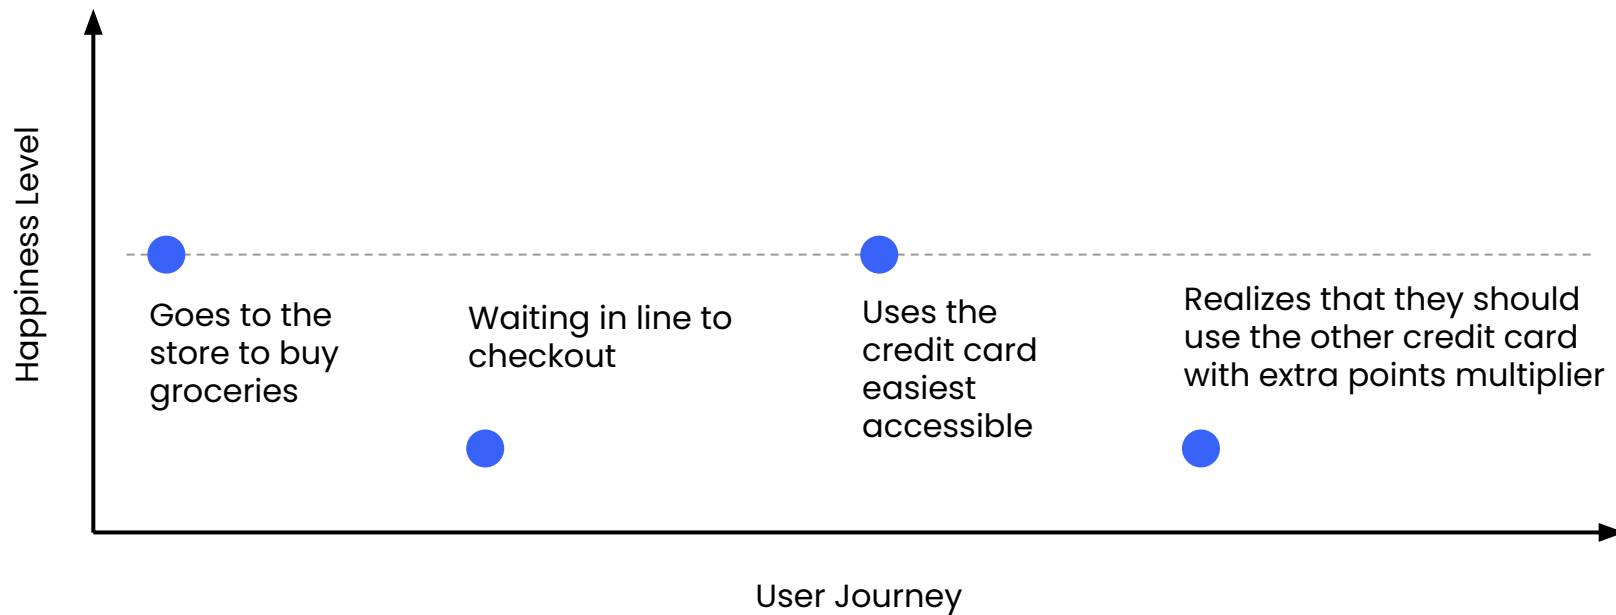 Happiness Level
Goes to the
store to buy
groceries
Waiting in line to
checkout
Uses the
credit card
easiest
accessible
Realizes that they should
use the other credit card
with extra points multiplier
User Journey